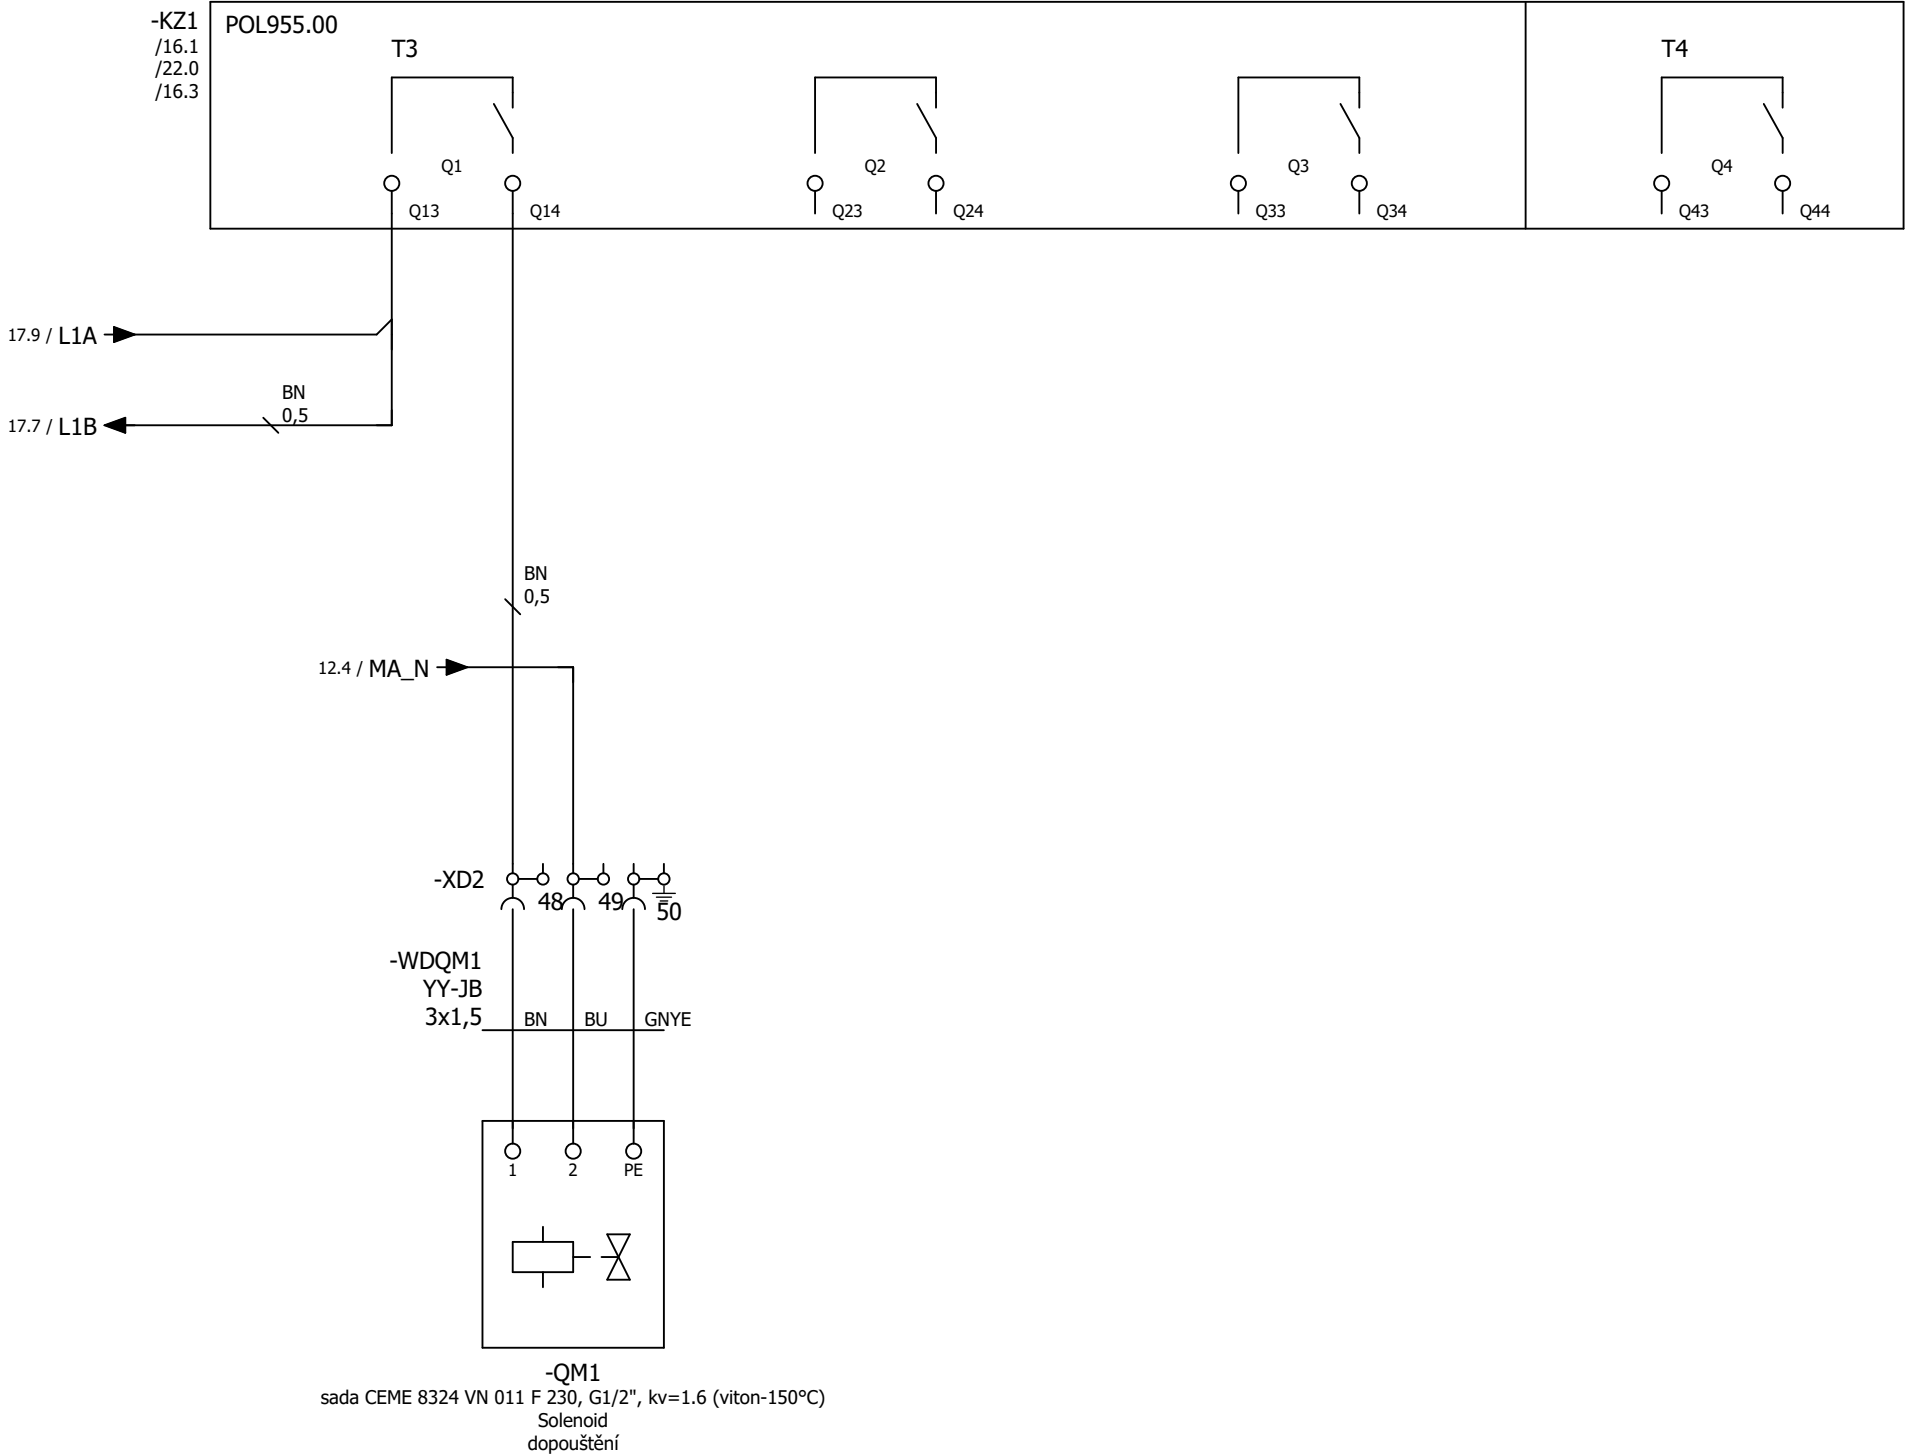 -KZ1
/16.1
/22.0
/16.3
POL955.00
T3
T4
Q1
Q2
Q3
Q4
Q13
Q14
Q23
Q24
Q33
Q34
Q43
Q44
17.9 / L1A
BN
0,5
17.7 / L1B
BN
0,5
12.4 / MA_N
-XD2
48
49
50
-WDQM1
YY-JB
3x1,5
BN
BU
GNYE
1
2
PE
-QM1
sada CEME 8324 VN 011 F 230, G1/2", kv=1.6 (viton-150°C)
Solenoid
dopouštění